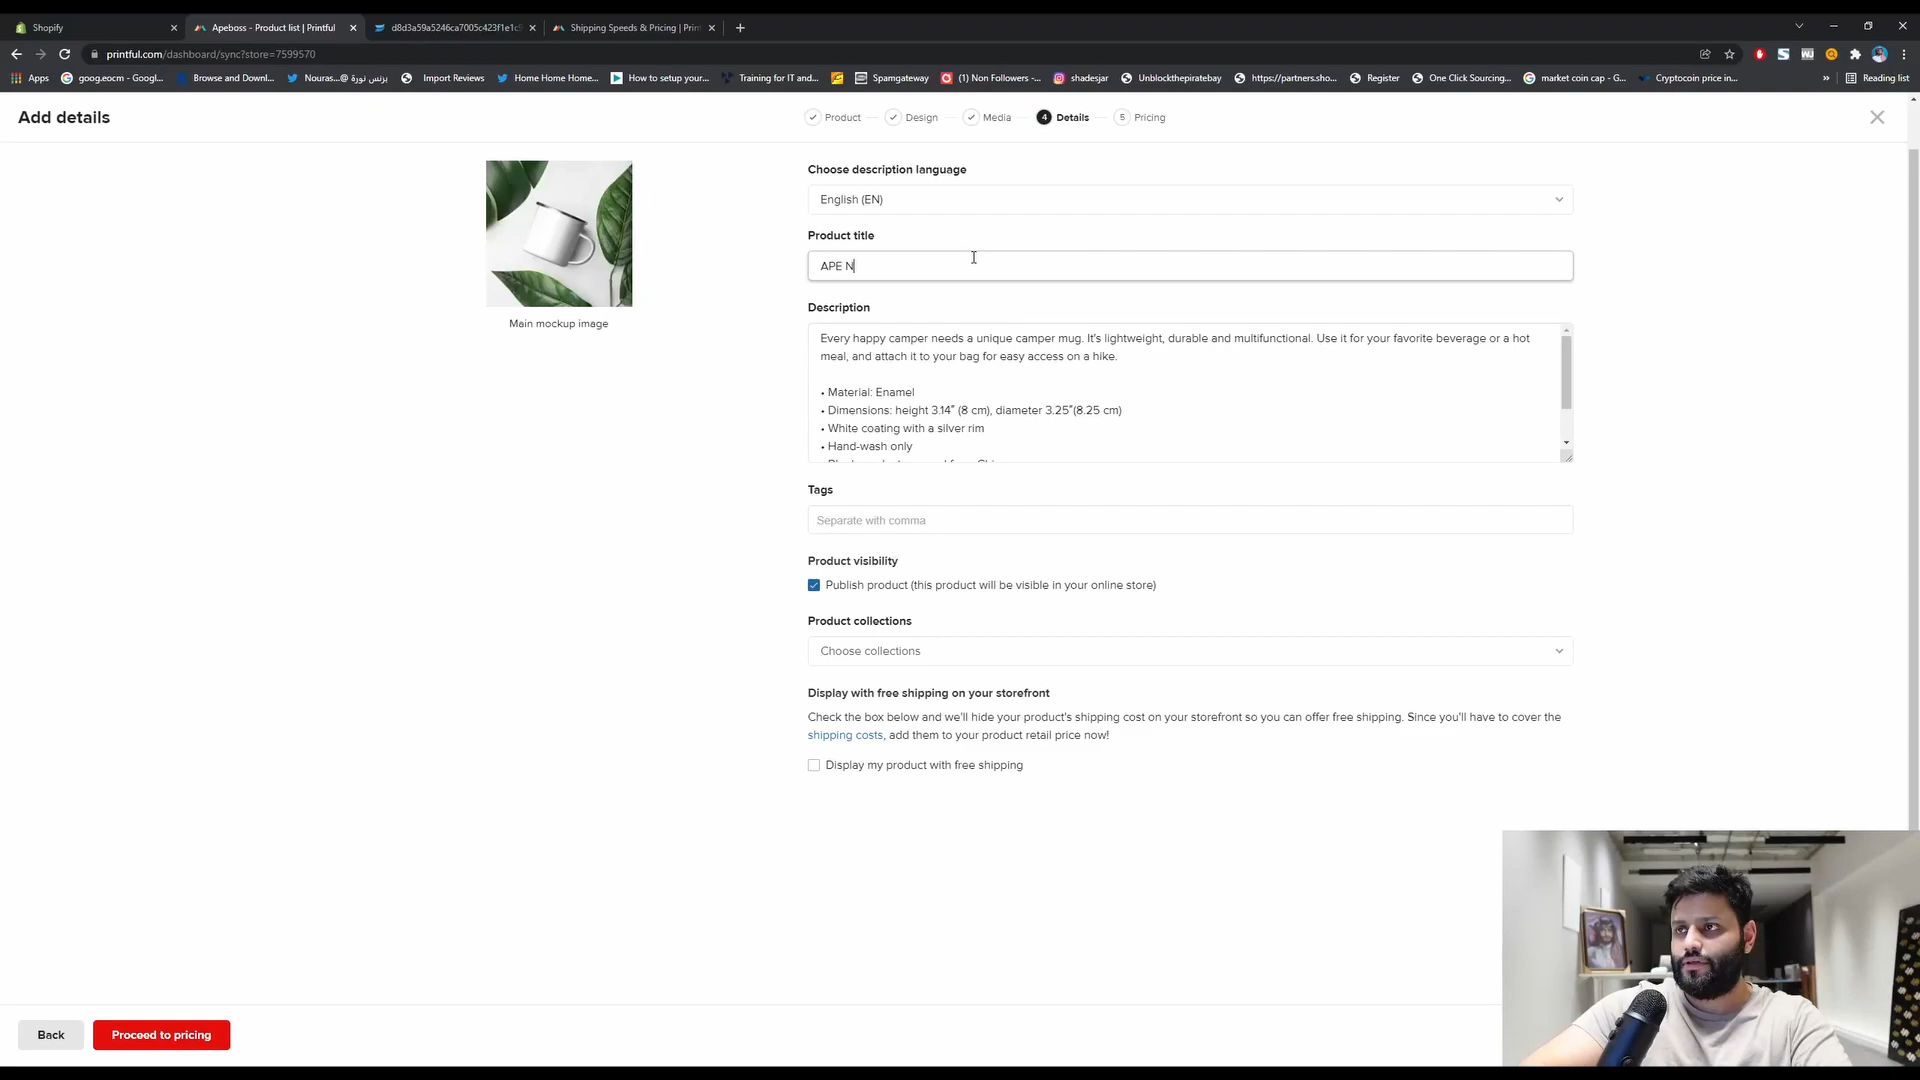 Shopify
Apeboss - Product list | Printful
d8d3a59a5246ca7005c423f1e1c
Shipping Speeds & Pricing | Prin
printful.com/dashboard/sync?store=7599570
Apps
goog.eocm - Googl...
Browse and Downl...
Nouras...@ بزنس نورة
Import Reviews
Home Home Home...
How to setup your...
Training for IT and...
Spamgateway
(1) Non Followers -...
shadesjar
Unblockthepiratebay
https://partners.sho...
Register
One Click Sourcing...
market coin cap - G...
Cryptocoin price in...
Reading list
Add details
Product
Design
Media
4 Details
5 Pricing
Main mockup image
Choose description language
English (EN)
Product title
APE N
Description
Every happy camper needs a unique camper mug. It's lightweight, durable and multifunctional. Use it for your favorite beverage or a hot
meal, and attach it to your bag for easy access on a hike.
• Material: Enamel
• Dimensions: height 3.14″ (8 cm), diameter 3.25″(8.25 cm)
• White coating with a silver rim
• Hand-wash only
Tags
Separate with comma
Product visibility
Publish product (this product will be visible in your online store)
Product collections
Choose collections
Display with free shipping on your storefront
Check the box below and we'll hide your product's shipping cost on your storefront so you can offer free shipping. Since you'll have to cover the
shipping costs, add them to your product retail price now!
Display my product with free shipping
Back
Proceed to pricing